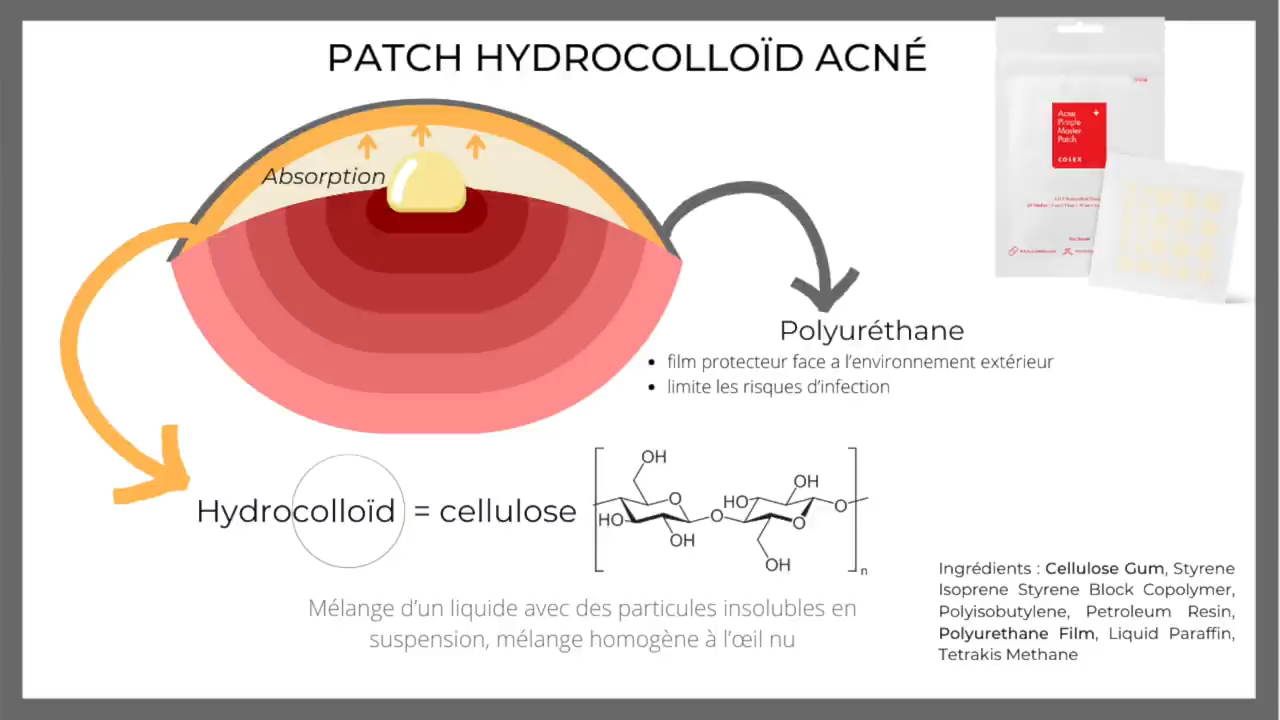 PATCH HYDROCOLLOÏD ACNÉ
Acne
Pimple
Master
Patch
COSRX
Absorption
Polyuréthane
film protecteur face a l'environnement extérieur
limite les risques d'infection
Hydrocolloïd = cellulose
OH
O
HO
OH
O
HO
OH
O
OH
O
n
Mélange d'un liquide avec des particules insolubles en
suspension, mélange homogène à l'œil nu
Ingrédients : Cellulose Gum, Styrene
Isoprene Styrene Block Copolymer,
Polyisobutylene, Petroleum Resin,
Polyurethane Film, Liquid Paraffin,
Tetrakis Methane